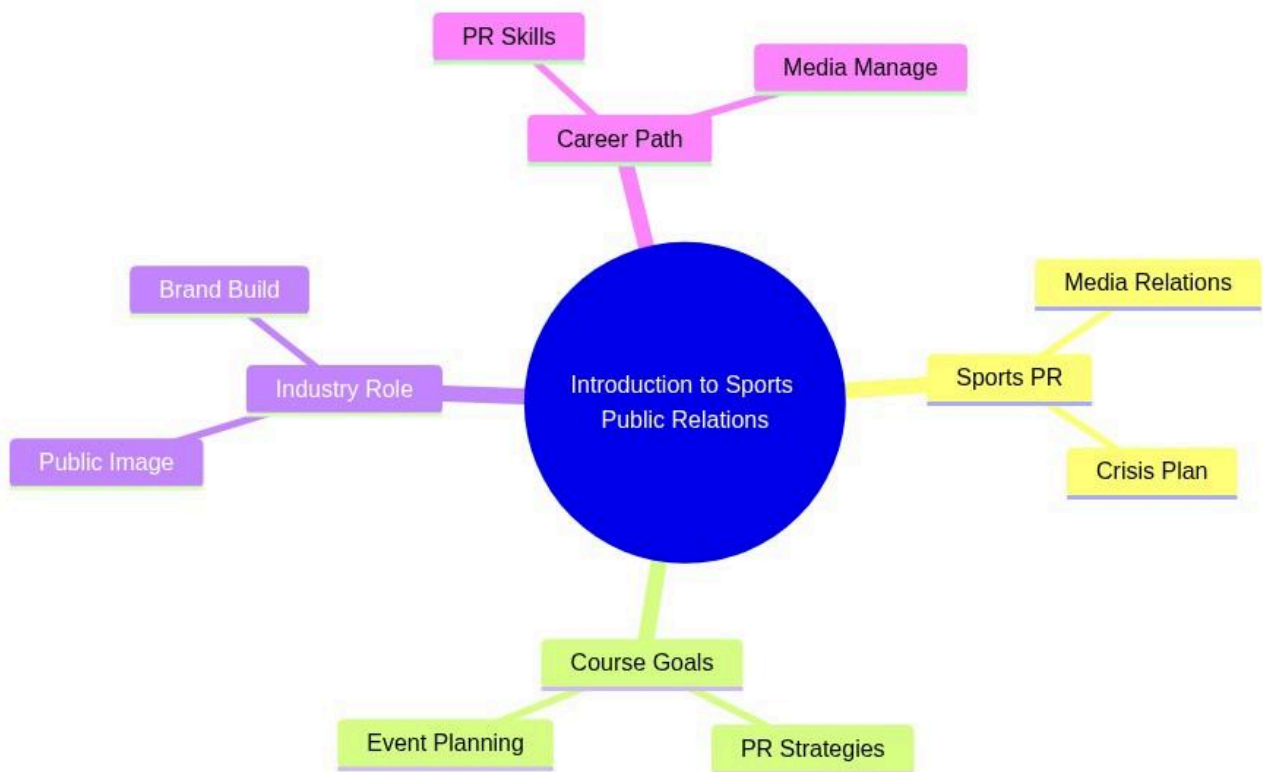 PR Skills
Media Manage
Career Path
Brand Build
Industry Role
Public Image
Introduction to Sports
Public Relations
Media Relations
Sports PR
Crisis Plan
Course Goals
Event Planning
PR Strategies